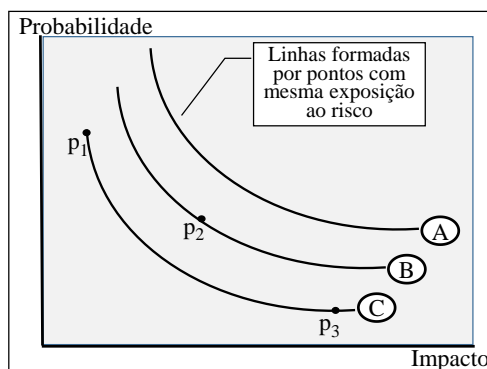 Probabilidade
Linhas formadas
por pontos com
mesma exposição
ao risco
p1
p2
A
B
C
p3
Impacto